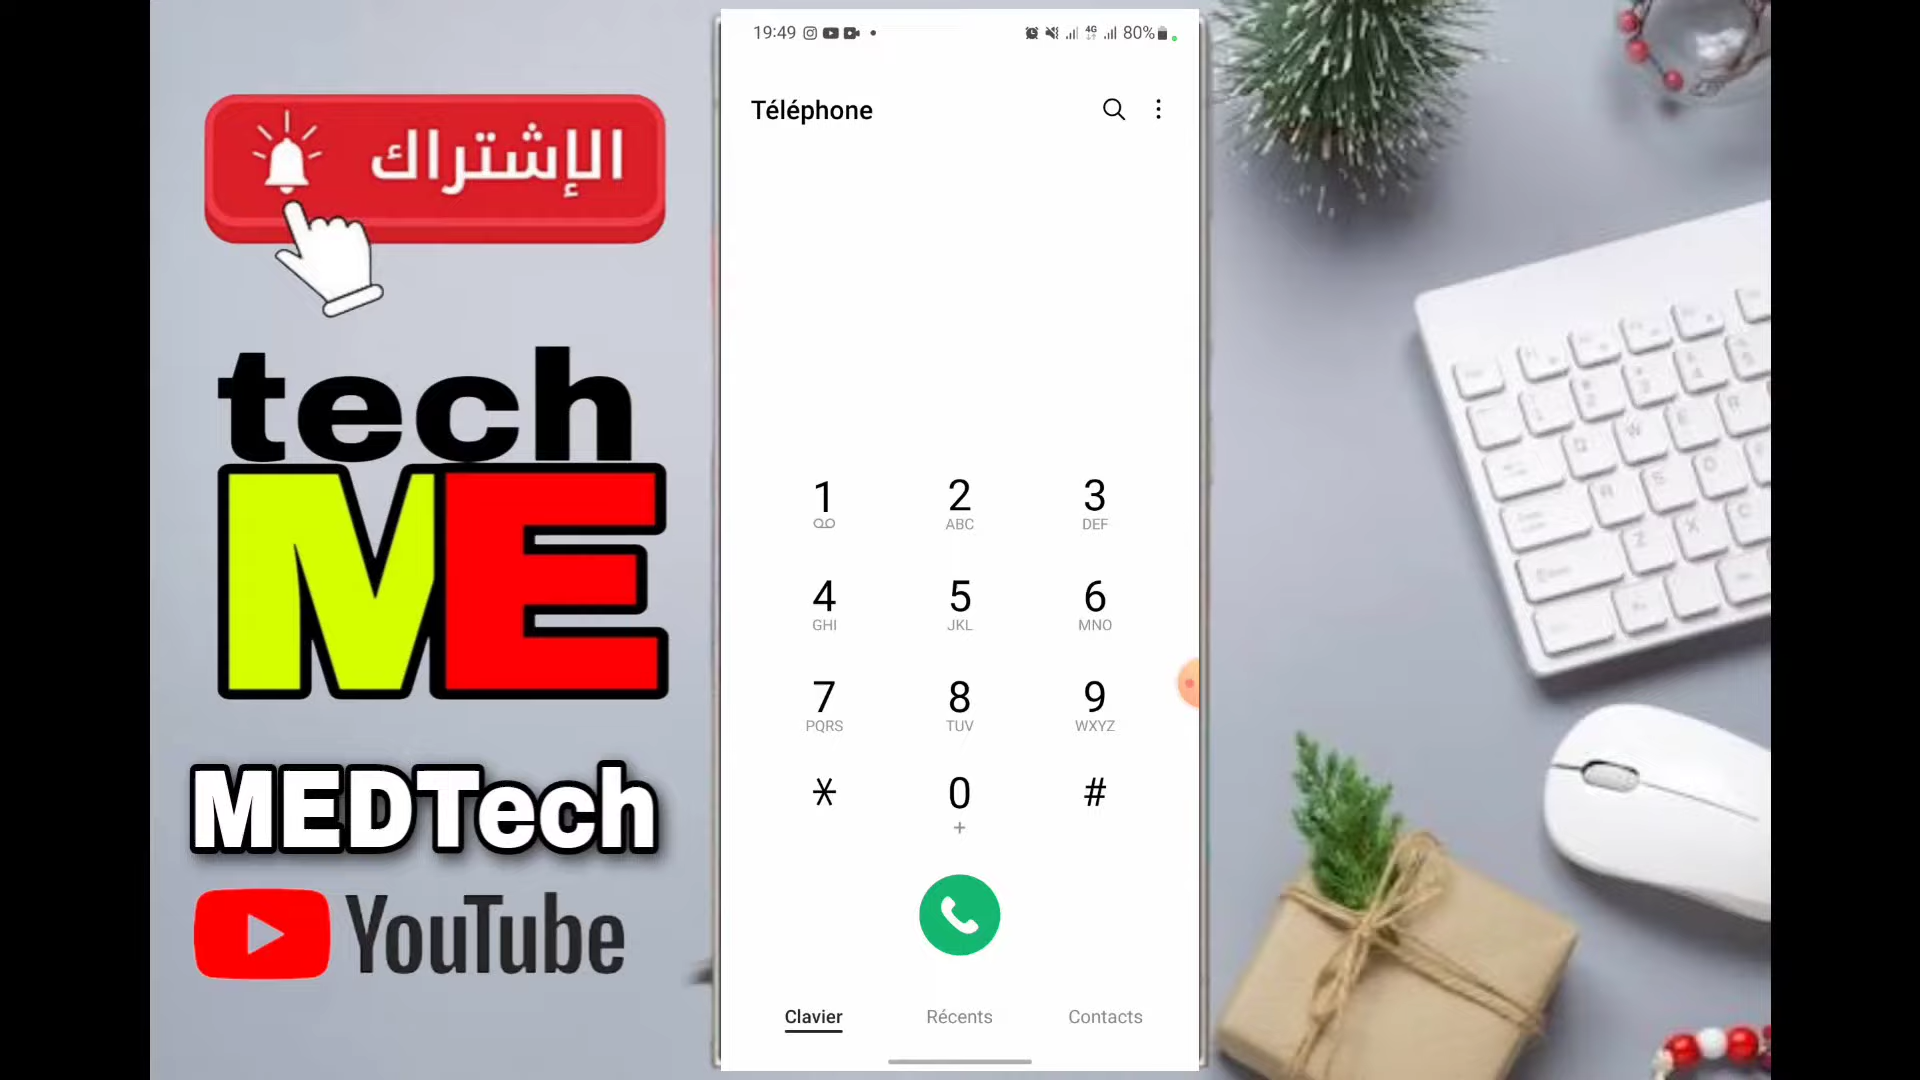 الإشتراك
tech
ME
MEDTech
YouTube
19:49 4G 80%
Téléphone
1 2 3
ABC DEF
4 5 6
GHI JKL MNO
7 8 9
PQRS TUV WXYZ
* 0 #
+
Clavier Récents Contacts